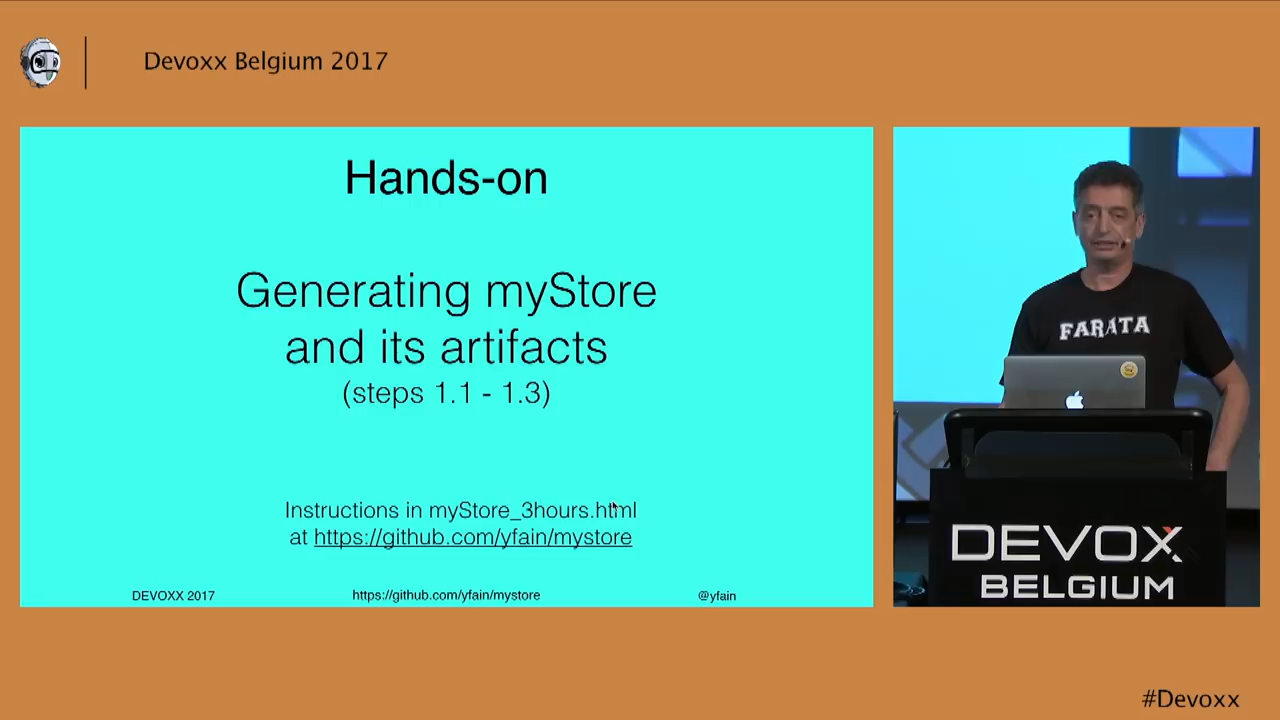 Devoxx Belgium 2017
Hands-on
Generating myStore
and its artifacts
(steps 1.1 - 1.3)
Instructions in myStore_3hours.html
at https://github.com/yfain/mystore
DEVOXX 2017
https://github.com/yfain/mystore
@yfain
FARATA
DEVOXX
BELGIUM
#Devoxx